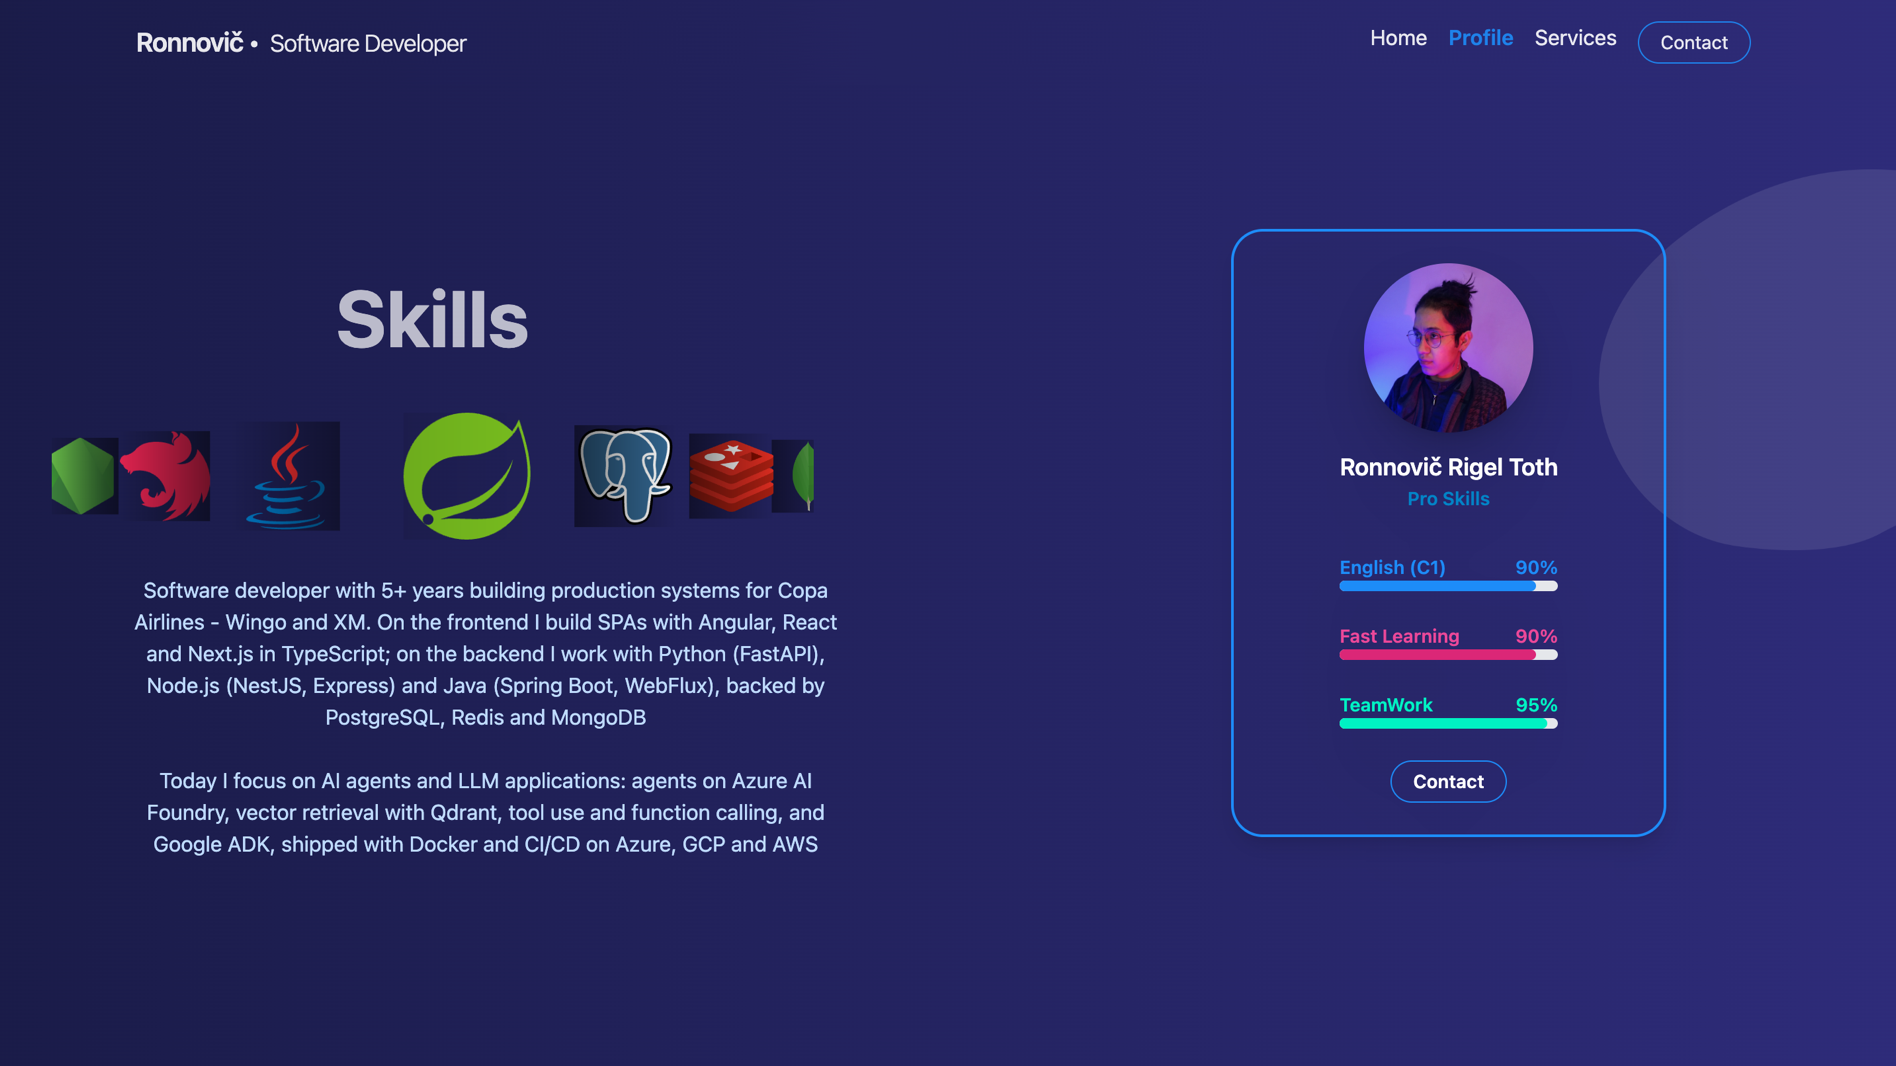 Ronnovič • Software Developer
Home
Profile
Services
Contact
Skills
Software developer with 5+ years building production systems for Copa
Airlines - Wingo and XM. On the frontend I build SPAs with Angular, React
and Next.js in TypeScript; on the backend I work with Python (FastAPI),
Node.js (NestJS, Express) and Java (Spring Boot, WebFlux), backed by
PostgreSQL, Redis and MongoDB
Today I focus on AI agents and LLM applications: agents on Azure AI
Foundry, vector retrieval with Qdrant, tool use and function calling, and
Google ADK, shipped with Docker and CI/CD on Azure, GCP and AWS
Ronnovič Rigel Toth
Pro Skills
English (C1) 90%
Fast Learning 90%
TeamWork 95%
Contact